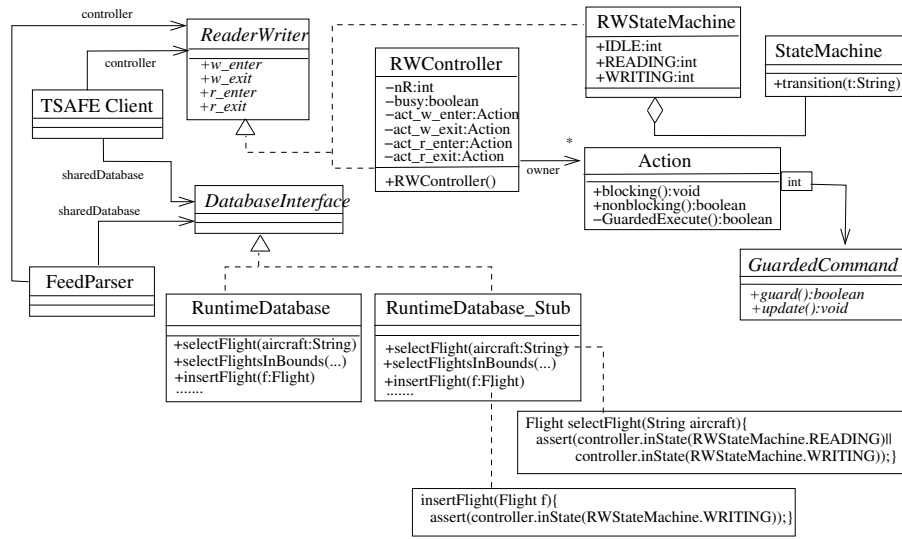 controller
ReaderWriter
+w_enter
+w_exit
+r_enter
+r_exit
controller
TSAFE Client
sharedDatabase
DatabaseInterface
sharedDatabase
FeedParser
RWController
−nR:int
−busy:boolean
−act_w_enter:Action
−act_w_exit:Action
−act_r_enter:Action
−act_r_exit:Action
+RWController()
RWStateMachine
+IDLE:int
+READING:int
+WRITING:int
StateMachine
+transition(t:String)
*
owner
Action
+blocking():void
+nonblocking():boolean
−GuardedExecute():boolean
int
GuardedCommand
+guard():boolean
+update():void
RuntimeDatabase
+selectFlight(aircraft:String)
+selectFlightsInBounds(...)
+insertFlight(f:Flight)
.......
RuntimeDatabase_Stub
+selectFlight(aircraft:String)
+selectFlightsInBounds(...)
+insertFlight(f:Flight)
.......
Flight selectFlight(String aircraft){
assert(controller.inState(RWStateMachine.READING)||
controller.inState(RWStateMachine.WRITING));}
insertFlight(Flight f){
assert(controller.inState(RWStateMachine.WRITING));}